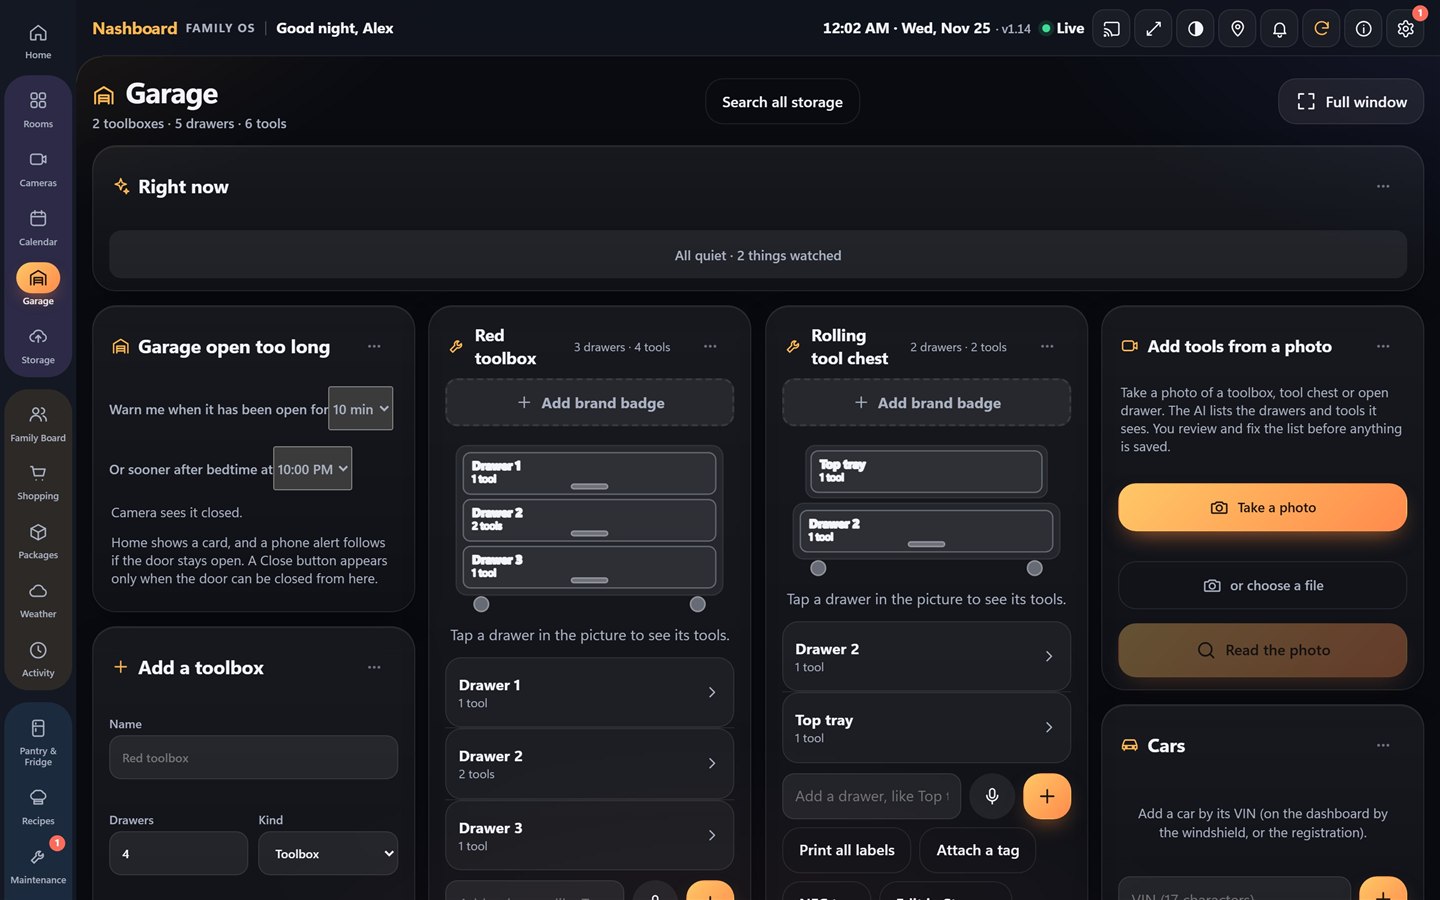 Nashboard FAMILY OS Good night, Alex
12:02 AM · Wed, Nov 25 · v1.14 Live
1
Home
Rooms
Cameras
Calendar
Garage
Storage
Family Board
Shopping
Packages
Weather
Activity
Pantry &
Fridge
Recipes
1
Maintenance
Garage
2 toolboxes · 5 drawers · 6 tools
Search all storage
Full window
Right now
All quiet · 2 things watched
Garage open too long
Warn me when it has been open for 10 min
Or sooner after bedtime at 10:00 PM
Camera sees it closed.
Home shows a card, and a phone alert follows
if the door stays open. A Close button appears
only when the door can be closed from here.
Add a toolbox
Name
Red toolbox
Drawers
Kind
4
Toolbox
Red
toolbox
3 drawers · 4 tools
Add brand badge
Drawer 1
1 tool
Drawer 2
2 tools
Drawer 3
1 tool
Tap a drawer in the picture to see its tools.
Drawer 1
1 tool
Drawer 2
2 tools
Drawer 3
1 tool
Rolling
tool chest
2 drawers · 2 tools
Add brand badge
Top tray
1 tool
Drawer 2
1 tool
Tap a drawer in the picture to see its tools.
Drawer 2
1 tool
Top tray
1 tool
Add a drawer, like Top
Print all labels
Attach a tag
Add tools from a photo
Take a photo of a toolbox, tool chest or open
drawer. The AI lists the drawers and tools it
sees. You review and fix the list before anything
is saved.
Take a photo
or choose a file
Read the photo
Cars
Add a car by its VIN (on the dashboard by
the windshield, or the registration).
VIN (17 characters)